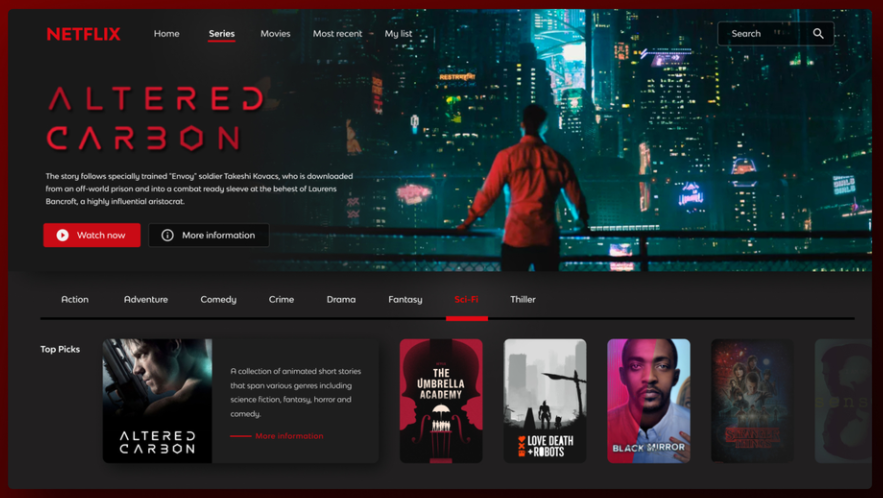 NETFLIX
Home
Series
Movies
Most recent
My list
Search
ALTERED
CARBON
The story follows specially trained "Envoy" soldier Takeshi Kovacs, who is downloaded
from an off-world prison and into a combat ready sleeve at the behest of Laurens
Bancroft, a highly influential aristocrat.
Watch now
More information
Action
Adventure
Comedy
Crime
Drama
Fantasy
Sci-Fi
Thiller
Top Picks
ALTERED
CARBON
A collection of animated short stories
that span various genres including
science fiction, fantasy, horror and
comedy.
More information
THE
UMBRELLA
ACADEMY
LOVE DEATH
+ROBOTS
BLACK MIRROR